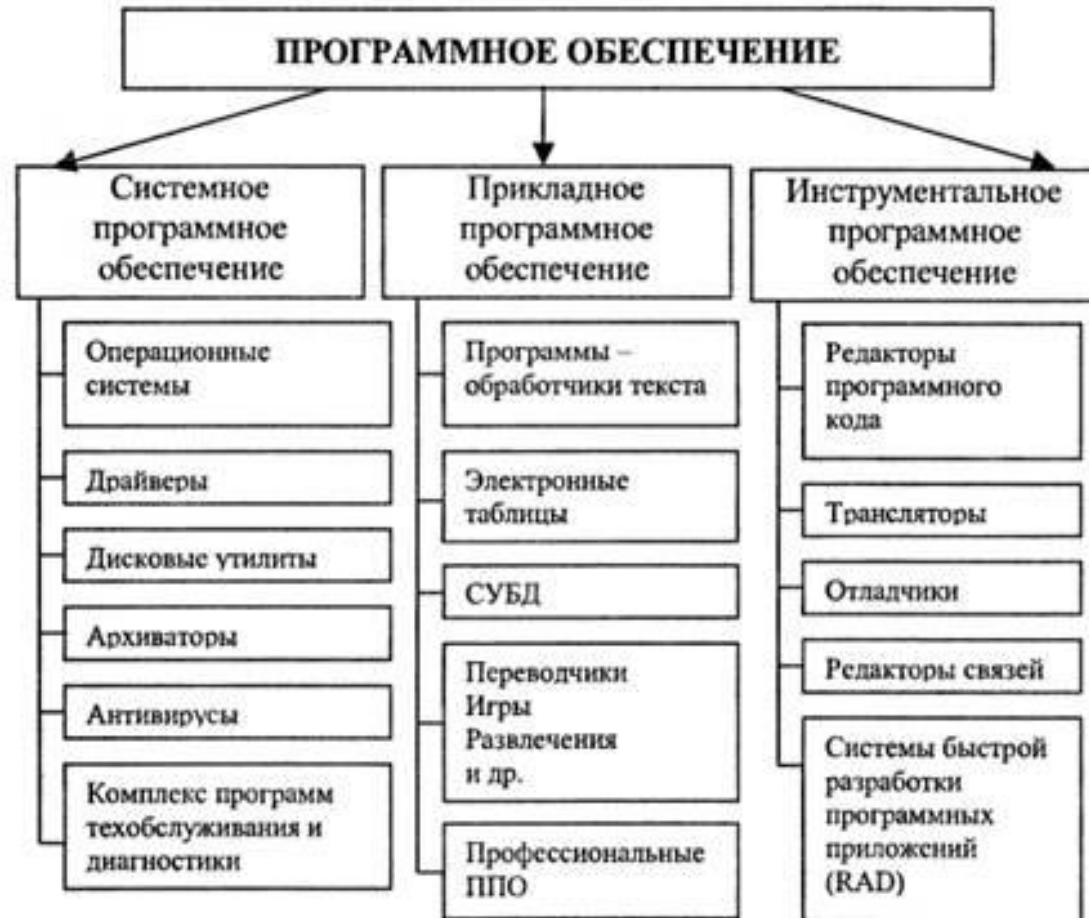 ПРОГРАММНОЕ ОБЕСПЕЧЕНИЕ
Системное
программное
обеспечение
Операционные
системы
Драйверы
Дисковые утилиты
Архиваторы
Антивирусы
Комплекс программ
техобслуживания и
диагностики
Прикладное
программное
обеспечение
Программы –
обработчики текста
Электронные
таблицы
СУБД
Переводчики
Игры
Развлечения
и др.
Профессиональные
ППО
Инструментальное
программное
обеспечение
Редакторы
программного
кода
Трансляторы
Отладчики
Редакторы связей
Системы быстрой
разработки
программных
приложений
(RAD)